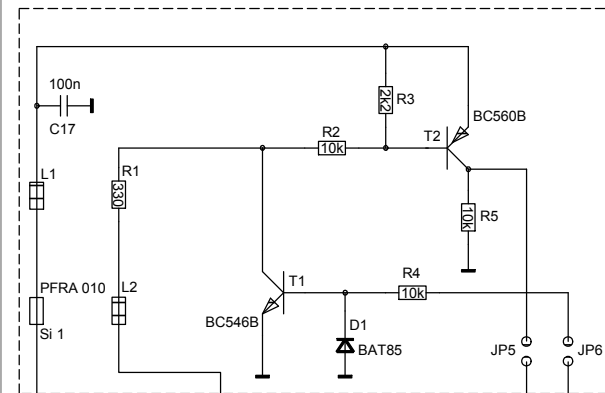 100n
C17
2k2
R3
BC560B
T2
R2
10k
L1
R1
330
10k
R5
PFRA 010
L2
T1
R4
10k
Si 1
BC546B
D1
BAT85
JP5
JP6